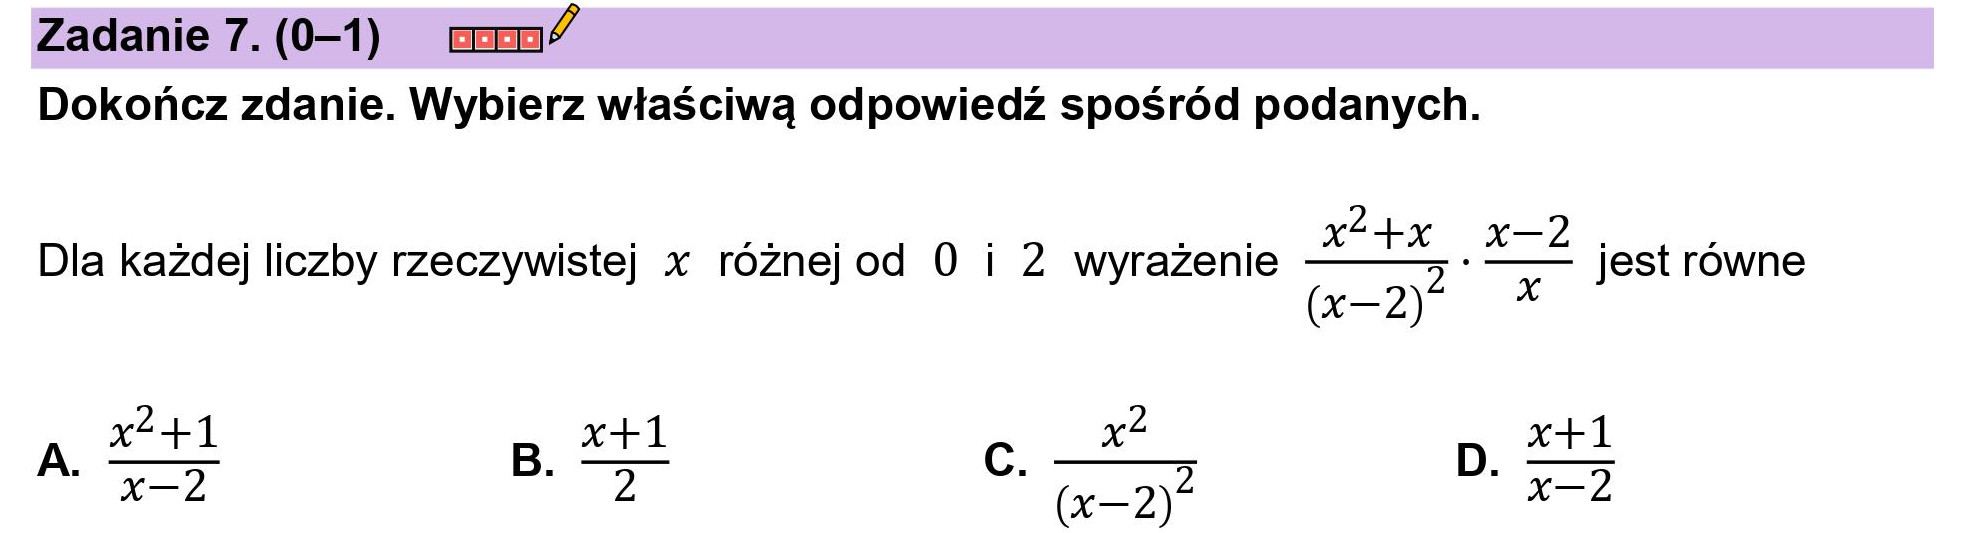 Zadanie 7. (0–1)
Dokończ zdanie. Wybierz właściwą odpowiedź spośród podanych.
Dla każdej liczby rzeczywistej x różnej od 0 i 2 wyrażenie \frac{x^2+x}{(x-2)^2} \cdot \frac{x-2}{x} jest równe
A. \frac{x^2+1}{x-2} B. \frac{x+1}{2} C. \frac{x^2}{(x-2)^2} D. \frac{x+1}{x-2}